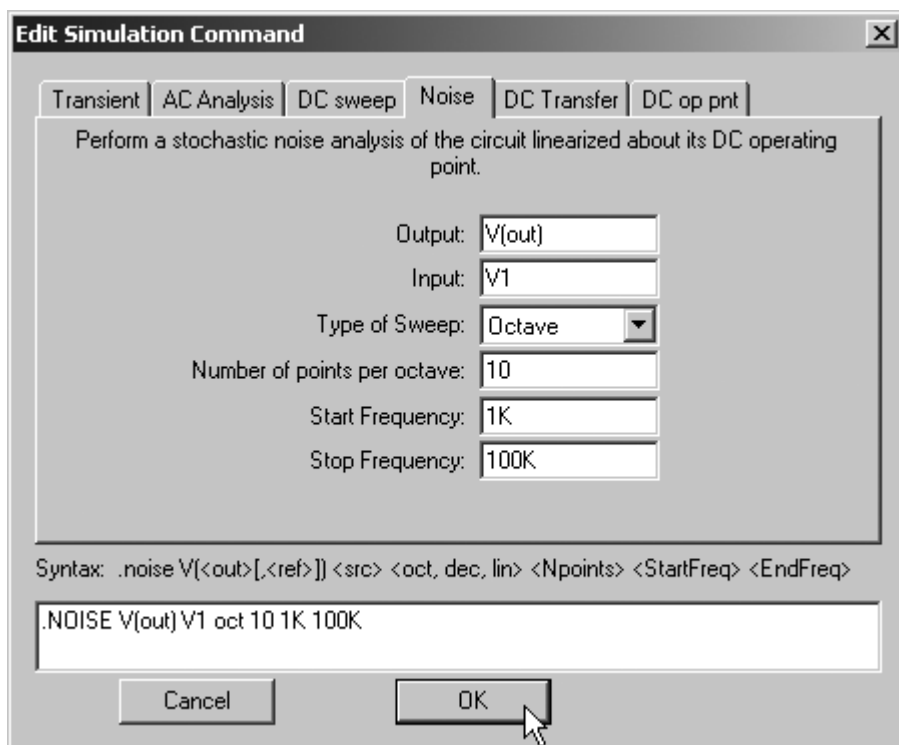 Edit Simulation Command
Transient AC Analysis DC sweep Noise DC Transfer DC op pnt
Perform a stochastic noise analysis of the circuit linearized about its DC operating
point.
Output: V(out)
Input: V1
Type of Sweep: Octave
Number of points per octave: 10
Start Frequency: 1K
Stop Frequency: 100K
Syntax: .noise V(<out>[,<ref>]) <src> <oct, dec, lin> <Npoints> <StartFreq> <EndFreq>
.NOISE V(out) V1 oct 10 1K 100K
Cancel OK